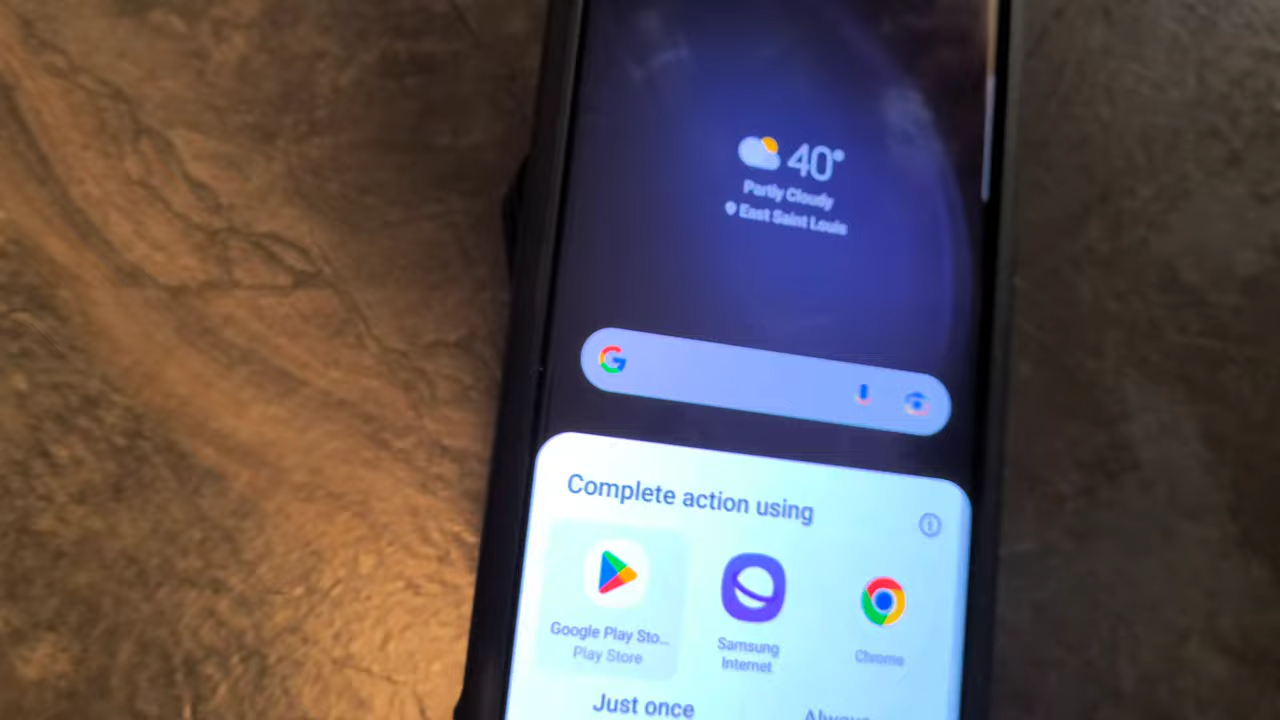 40°
Partly Cloudy
East Saint Louis
Complete action using
Google Play Sto...
Play Store
Samsung
Internet
Chrome
Just once
Always